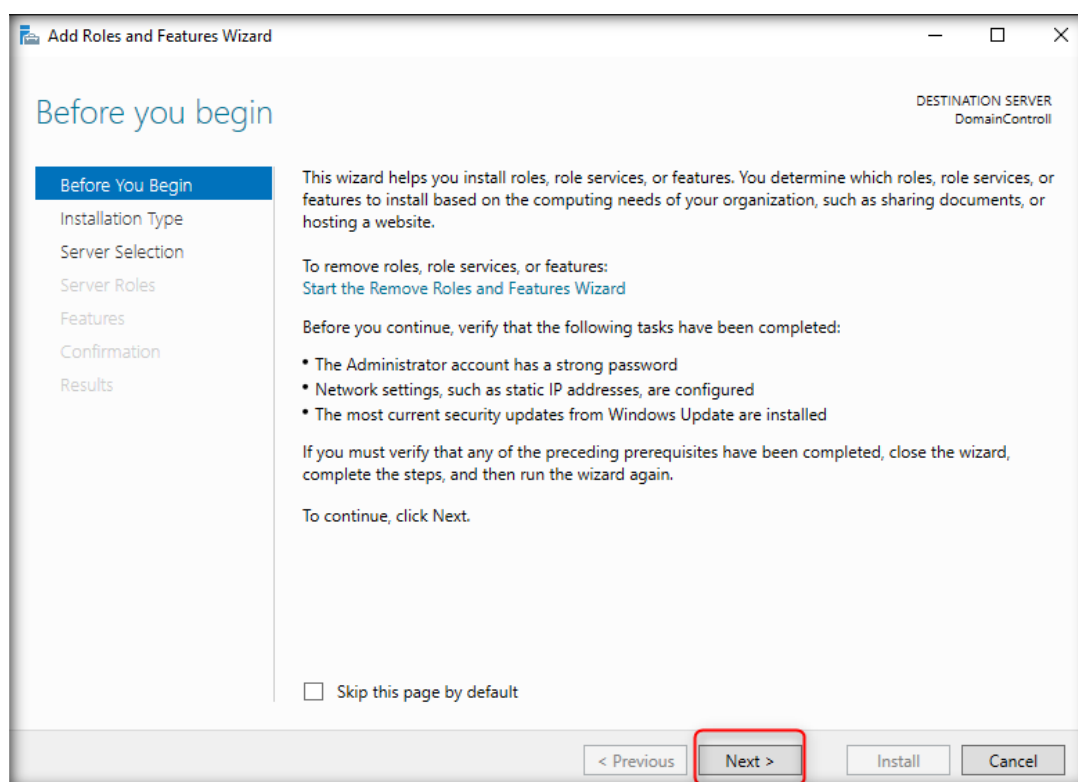 Add Roles and Features Wizard
Before you begin
DESTINATION SERVER
DomainControll
Before You Begin
Installation Type
Server Selection
Server Roles
Features
Confirmation
Results
This wizard helps you install roles, role services, or features. You determine which roles, role services, or
features to install based on the computing needs of your organization, such as sharing documents, or
hosting a website.
To remove roles, role services, or features:
Start the Remove Roles and Features Wizard
Before you continue, verify that the following tasks have been completed:
• The Administrator account has a strong password
• Network settings, such as static IP addresses, are configured
• The most current security updates from Windows Update are installed
If you must verify that any of the preceding prerequisites have been completed, close the wizard,
complete the steps, and then run the wizard again.
To continue, click Next.
Skip this page by default
< Previous
Next >
Install
Cancel